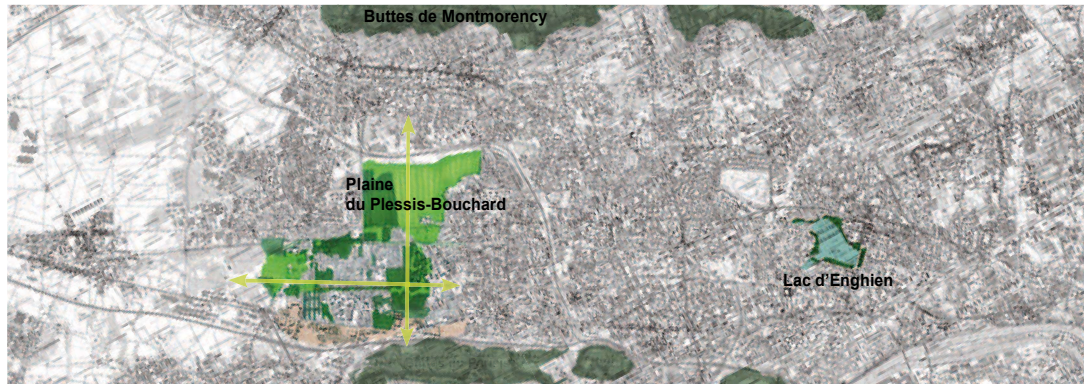 Buttes de Montmorency
Plaine
du Plessis-Bouchard
Lac d'Enghien